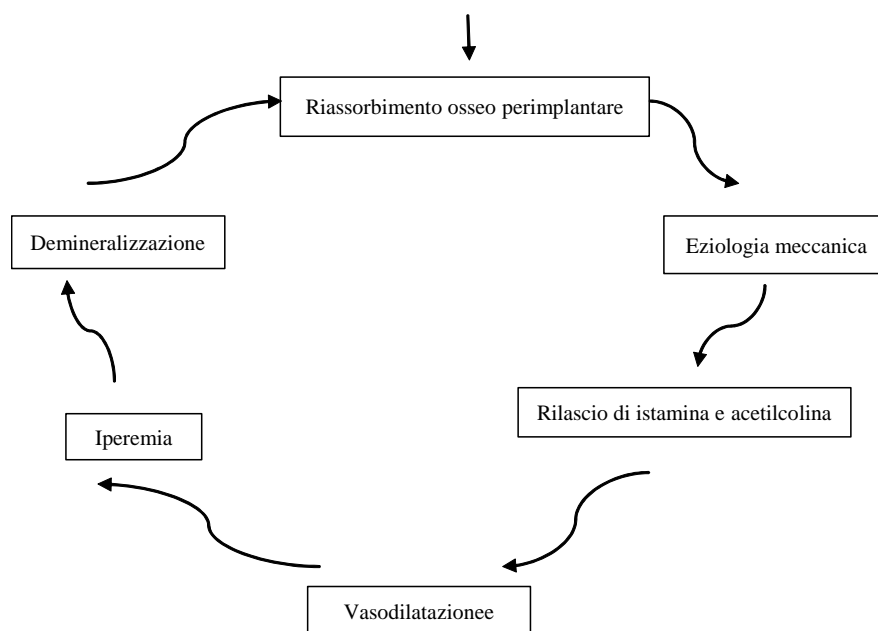 Riassorbimento osseo perimplantare
Eziologia meccanica
Rilascio di istamina e acetilcolina
Vasodilatazionee
Iperemia
Demineralizzazione